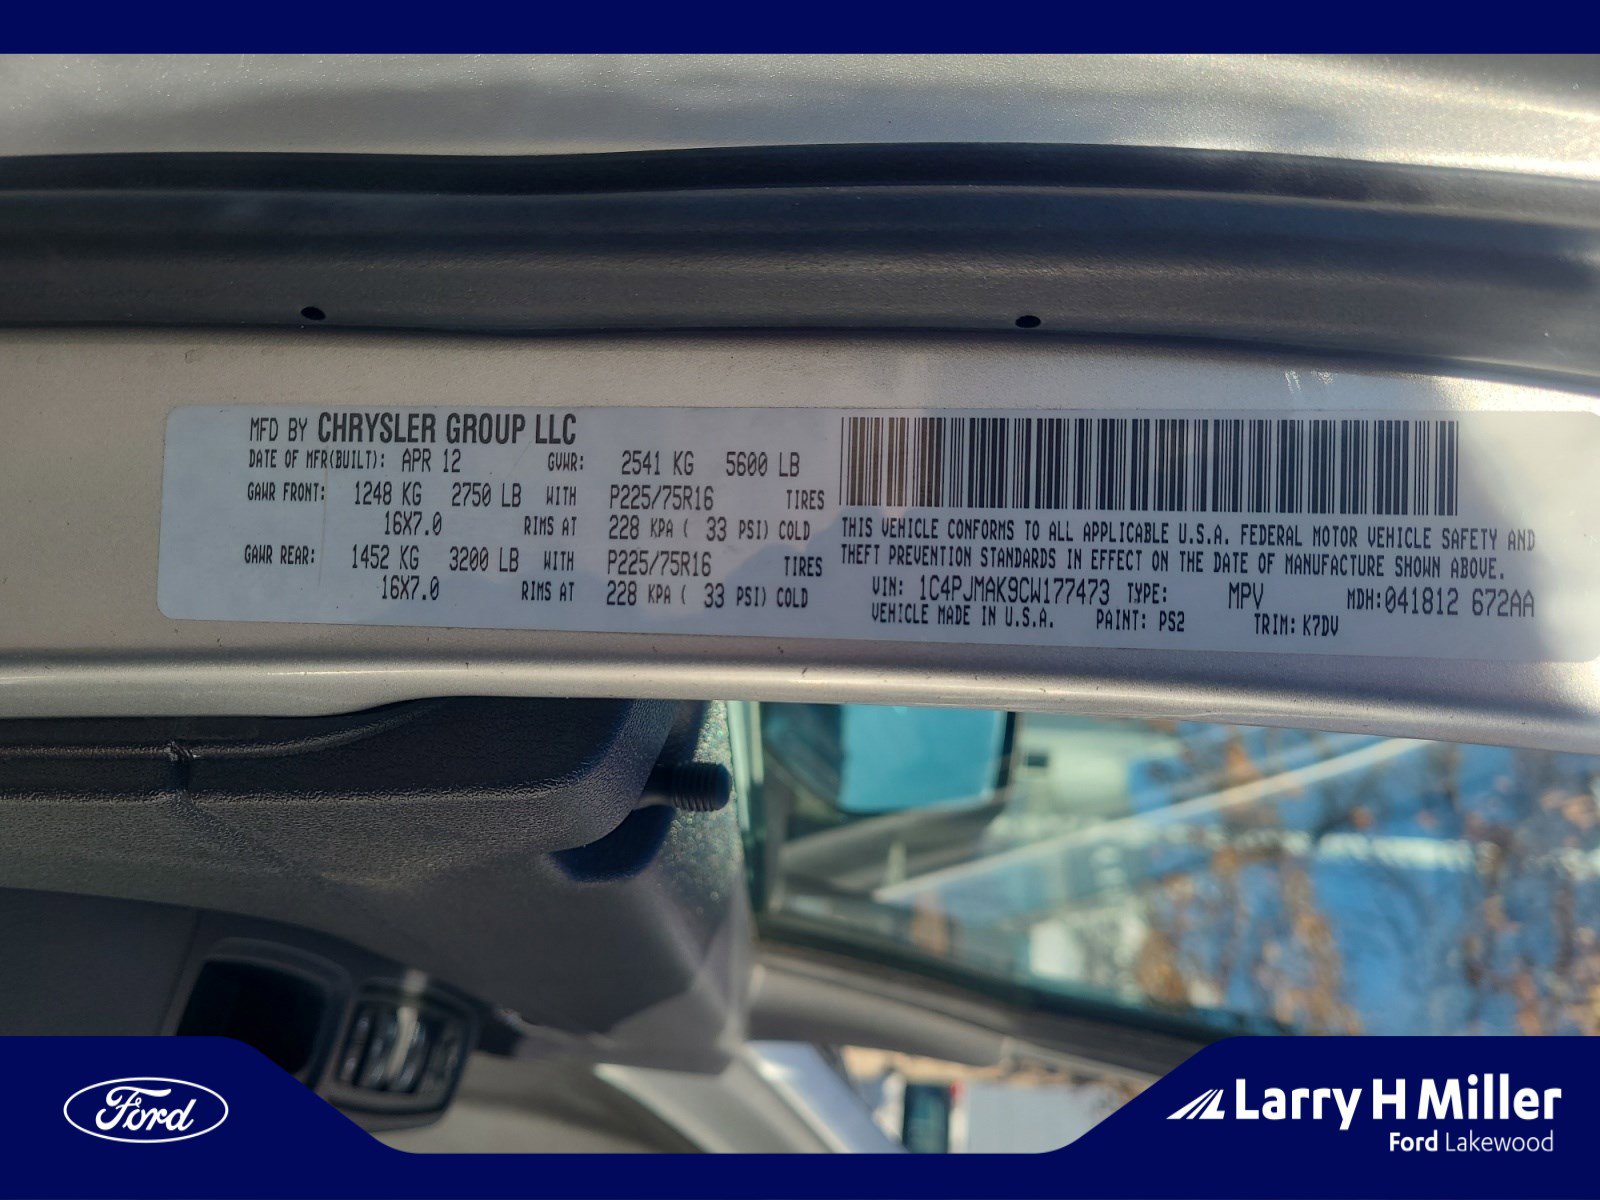 MFD BY CHRYSLER GROUP LLC
DATE OF MFR(BUILT): APR 12 GVWR: 2541 KG 5600 LB
GAWR FRONT: 1248 KG 2750 LB WITH P225/75R16 TIRES
16X7.0 RIMS AT 228 KPA ( 33 PSI) COLD
GAWR REAR: 1452 KG 3200 LB WITH P225/75R16 TIRES
16X7.0 RIMS AT 228 KPA ( 33 PSI) COLD
THIS VEHICLE CONFORMS TO ALL APPLICABLE U.S.A. FEDERAL MOTOR VEHICLE SAFETY AND
THEFT PREVENTION STANDARDS IN EFFECT ON THE DATE OF MANUFACTURE SHOWN ABOVE.
VIN: 1C4PJMAK9CW177473 TYPE: MPV MDH:041812 672AA
VEHICLE MADE IN U.S.A. PAINT: PS2 TRIM: K7DV
Ford
Larry H Miller
Ford Lakewood